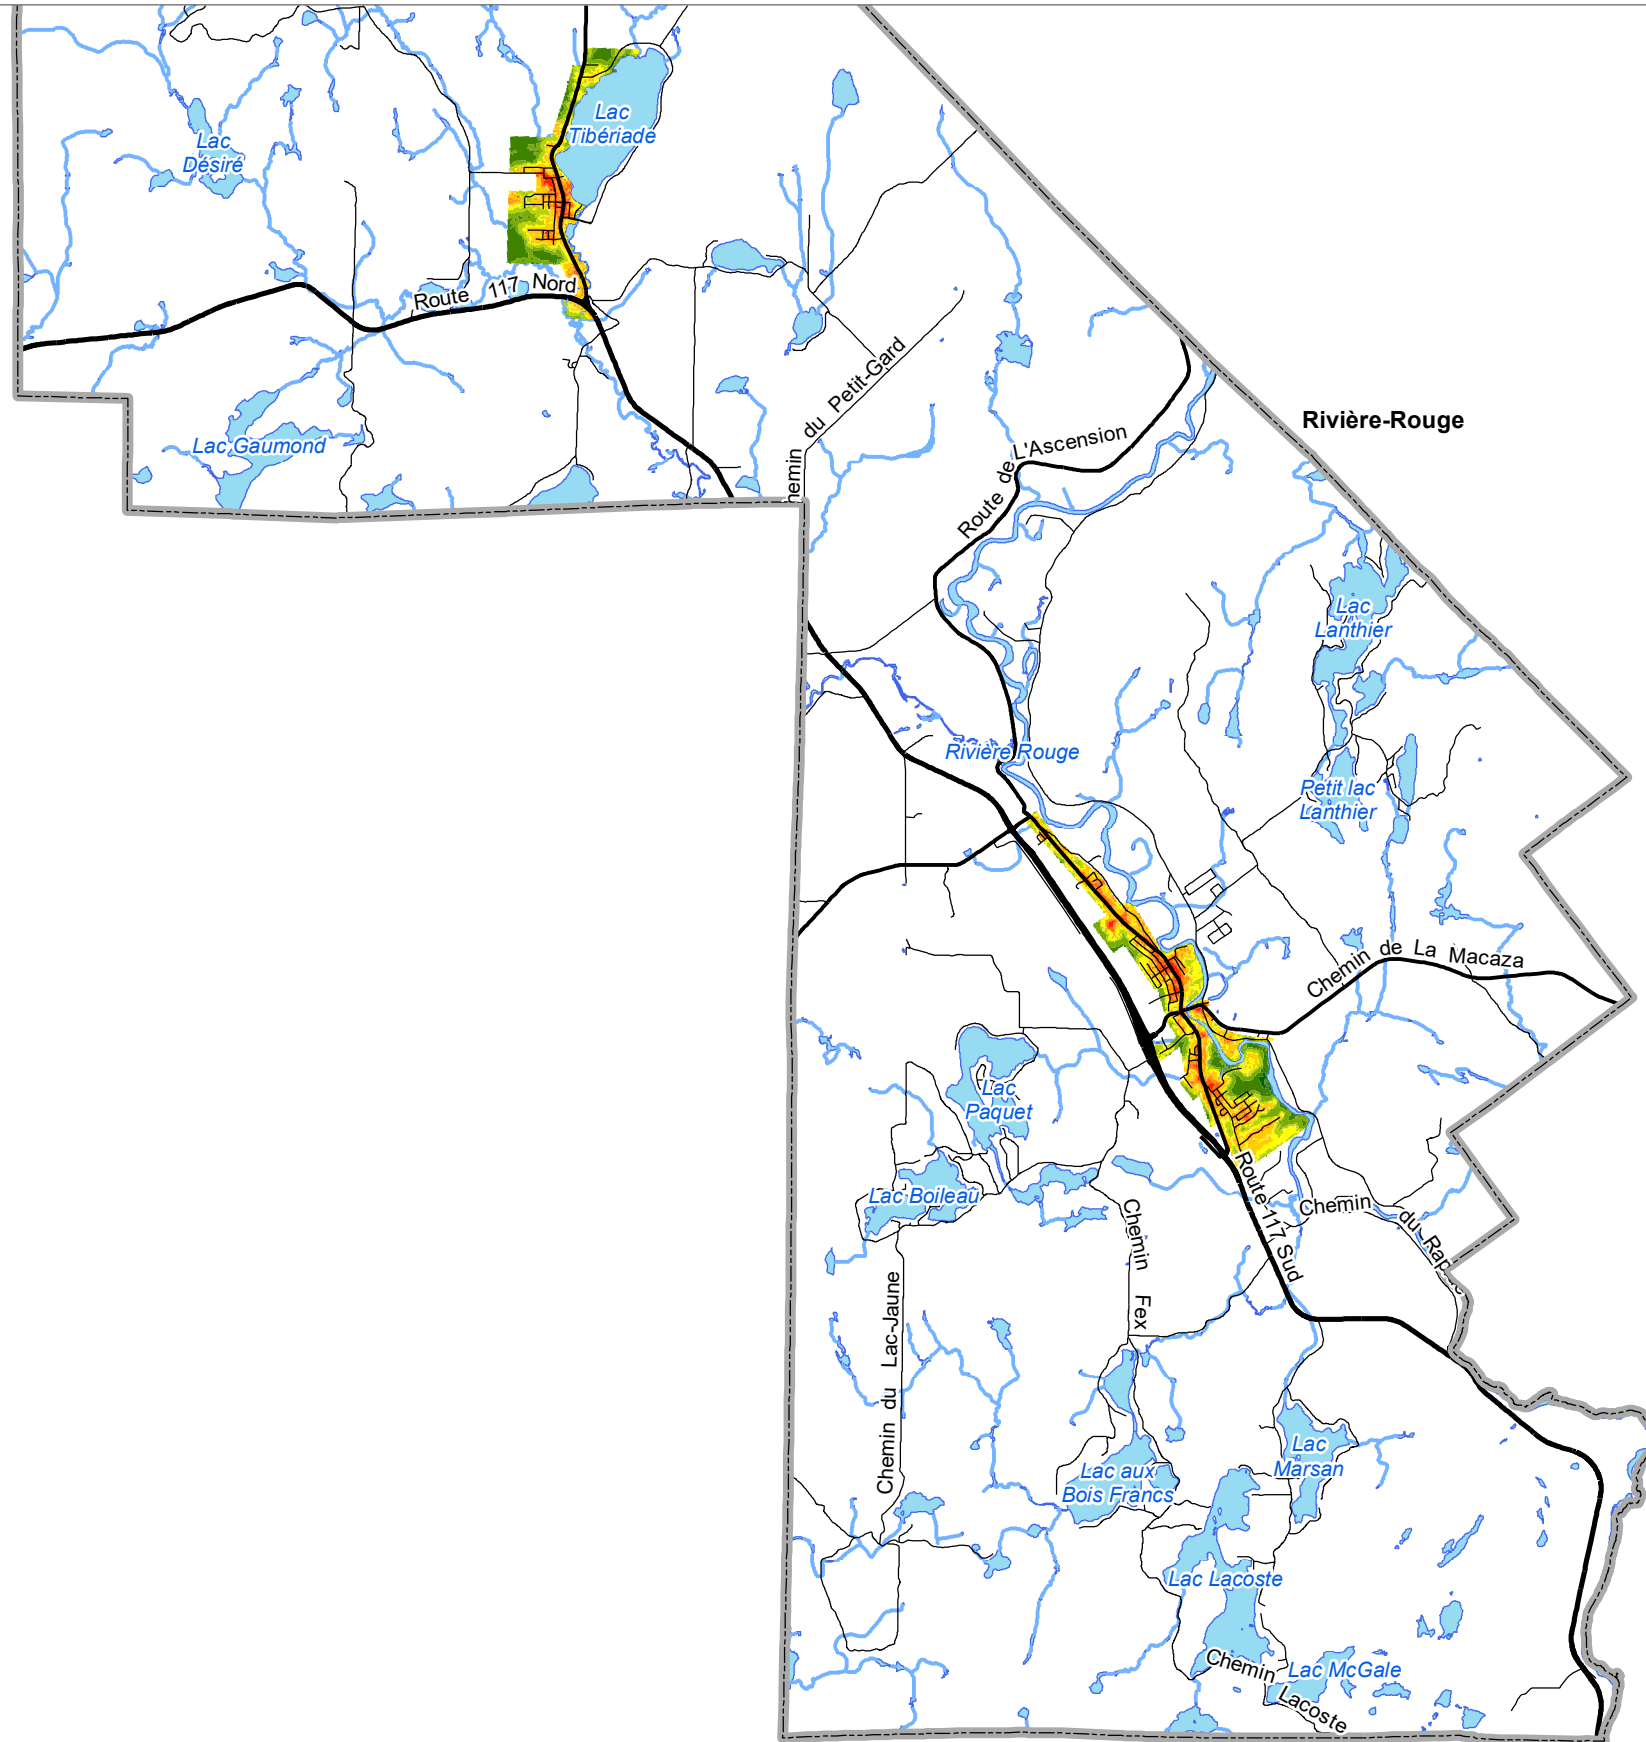 Lac
Tibériade
Lac
Désiré
Route 117 Nord
Lac Gaumond
du Petit-Gard
Route de L'Ascension
Rivière-Rouge
Lac
Lanthier
Rivière Rouge
Petit lac
Lanthier
Chemin de La Macaza
Lac
Paquet
Lac Boileau
Route 117 Sud
Chemin
du
Chemin Fex
Chemin du Lac-Jaune
Lac
Marsan
Lac aux
Bois Francs
Lac Lacoste
Chemin Lacoste
Lac McGale